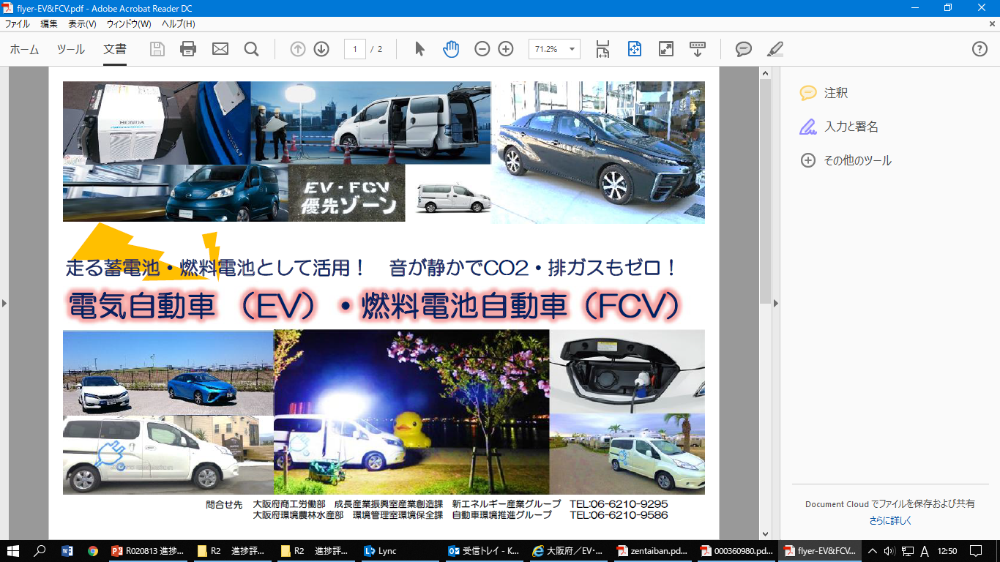 flyer-EV&FCV.pdf - Adobe Acrobat Reader DC
ファイル 編集 表示(V) ウィンドウ(W) ヘルプ(H)
ホーム ツール 文書 1 / 2 71.2%
注釈
入力と署名
その他のツール
HONDA
EV・FCV
優先ゾーン
走る蓄電池・燃料電池として活用！ 音が静かでCO2・排ガスもゼロ！
電気自動車（EV）・燃料電池自動車（FCV）
問合せ先 大阪府商工労働部 成長産業振興室産業創造課 新エネルギー産業グループ TEL:06-6210-9295
大阪府環境農林水産部 環境管理室環境保全課 自動車環境推進グループ TEL:06-6210-9586
Document Cloud でファイルを保存および共有
さらに詳しく
R020813 進捗... R2 進捗評... R2 進捗評... Lync 受信トレイ - K... 大阪府／EV・... zentaiban.pd... 000360980.pd... flyer-EV&FCV... A 12:50